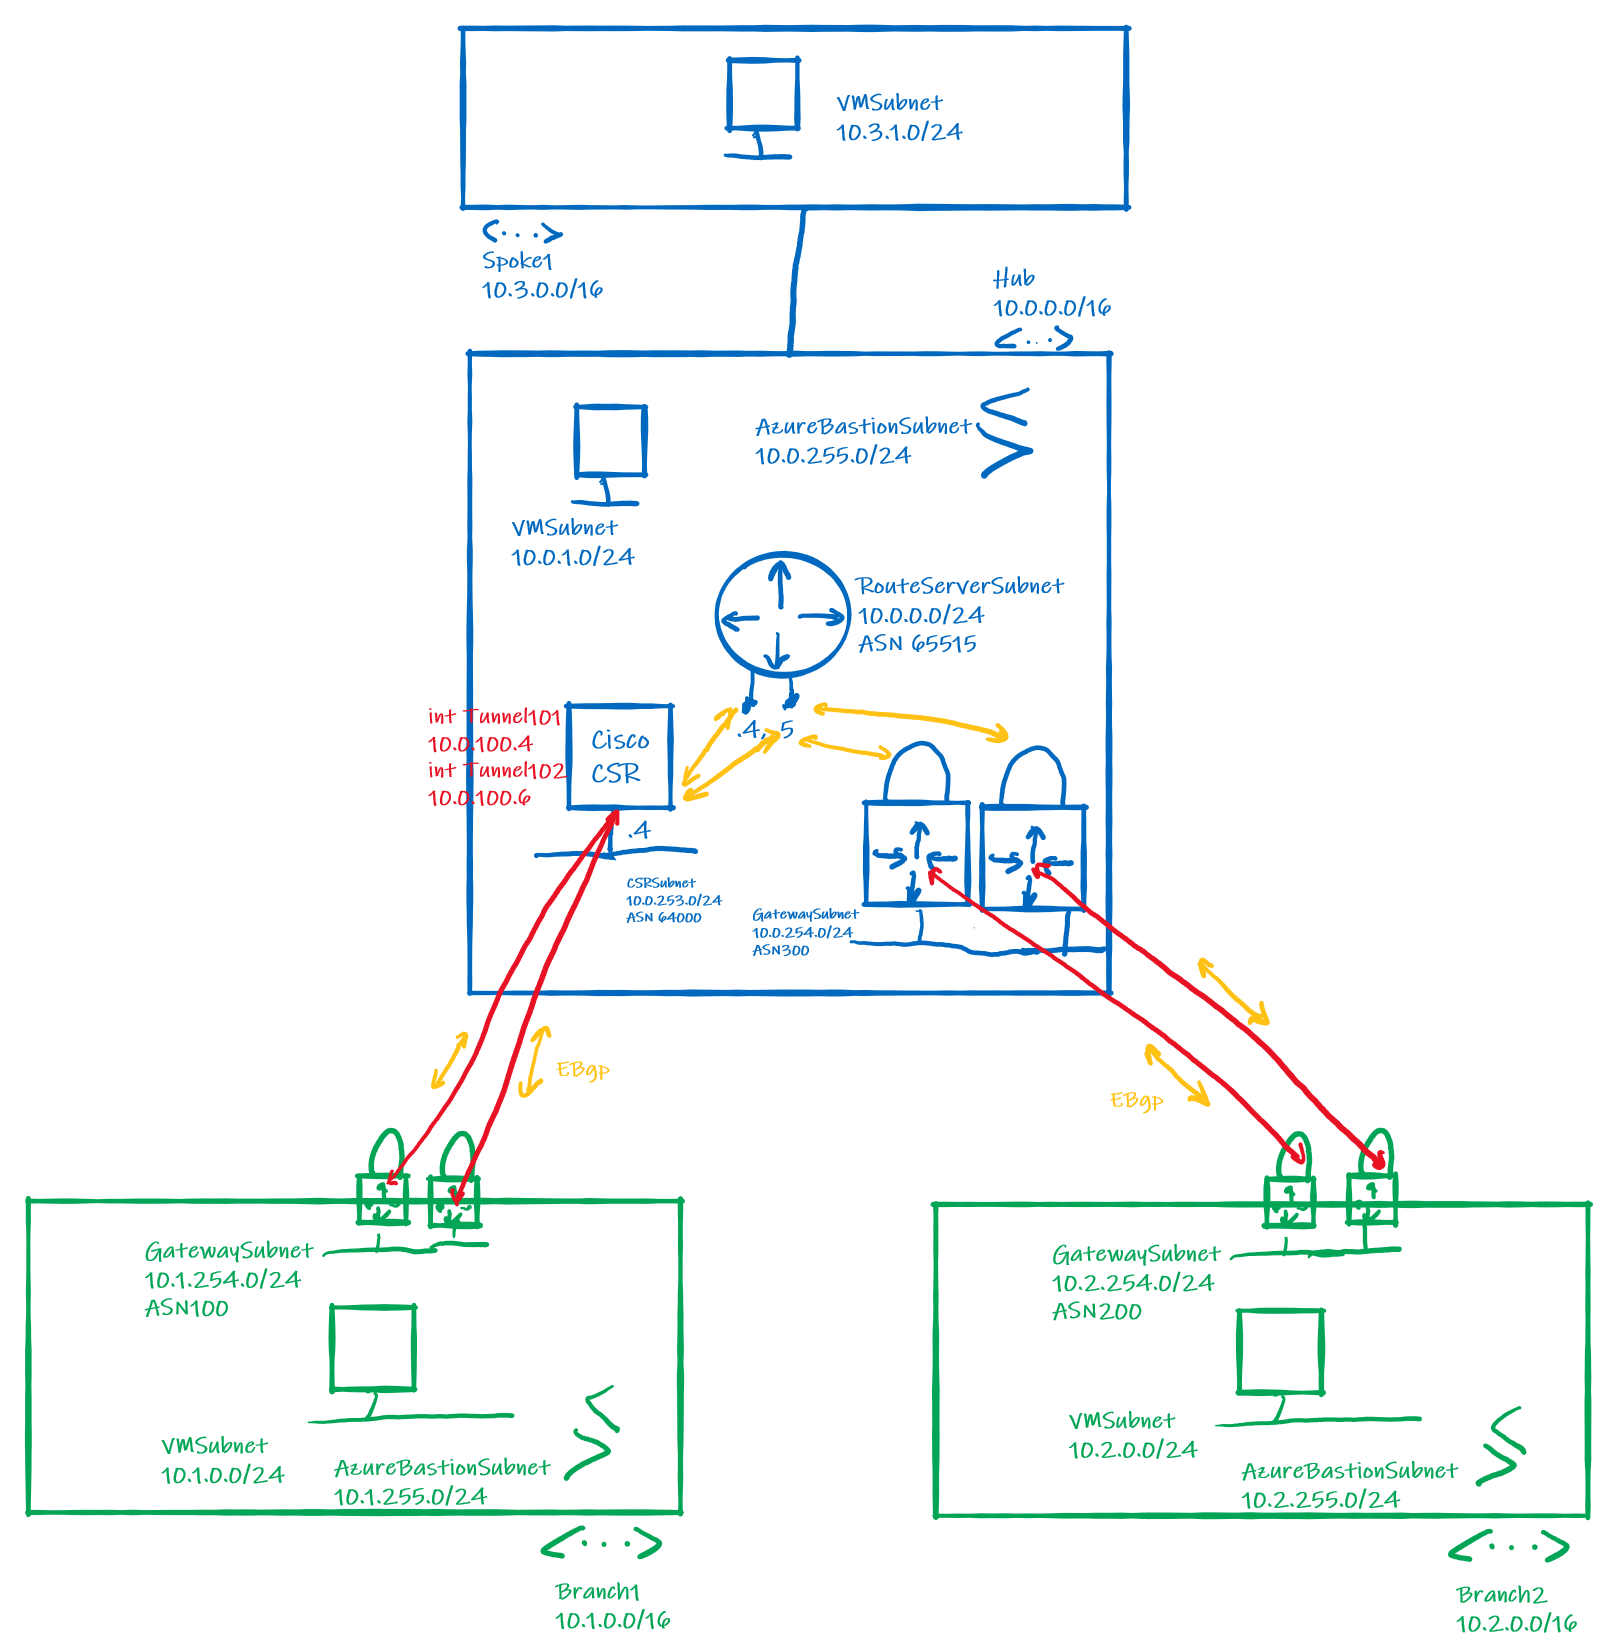 VMSubnet
10.3.1.0/24
Spoke1
10.3.0.0/16
Hub
10.0.0.0/16
AzureBastionSubnet
10.0.255.0/24
VMSubnet
10.0.1.0/24
RouteServerSubnet
10.0.0.0/24
ASN 65515
int Tunnel101
10.0.100.4
int Tunnel102
10.0.100.6
Cisco
CSR
.4, 5
.4
CSRSubnet
10.0.253.0/24
ASN 64000
GatewaySubnet
10.0.254.0/24
ASN300
EBgp
EBgp
GatewaySubnet
10.1.254.0/24
ASN100
VMSubnet
10.1.0.0/24
AzureBastionSubnet
10.1.255.0/24
Branch1
10.1.0.0/16
GatewaySubnet
10.2.254.0/24
ASN200
VMSubnet
10.2.0.0/24
AzureBastionSubnet
10.2.255.0/24
Branch2
10.2.0.0/16